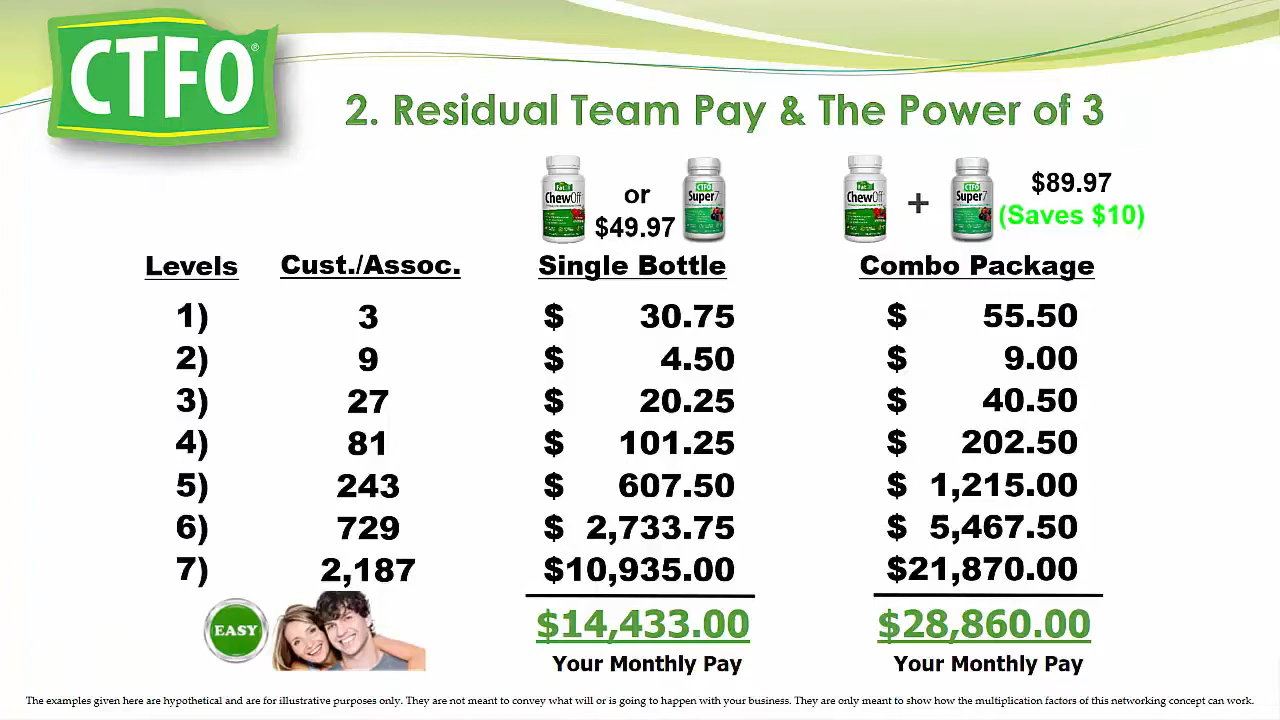 CTFO®
2. Residual Team Pay & The Power of 3
ChewOff
or
$49.97
CTFO
Super7
ChewOff
+
CTFO
Super7
$89.97
(Saves $10)
Levels Cust./Assoc. Single Bottle Combo Package
1) 3 $ 30.75 $ 55.50
2) 9 $ 4.50 $ 9.00
3) 27 $ 20.25 $ 40.50
4) 81 $ 101.25 $ 202.50
5) 243 $ 607.50 $ 1,215.00
6) 729 $ 2,733.75 $ 5,467.50
7) 2,187 $10,935.00 $21,870.00
EASY
$14,433.00 $28,860.00
Your Monthly Pay Your Monthly Pay
The examples given here are hypothetical and are for illustrative purposes only. They are not meant to convey what will or is going to happen with your business. They are only meant to show how the multiplication factors of this networking concept can work.